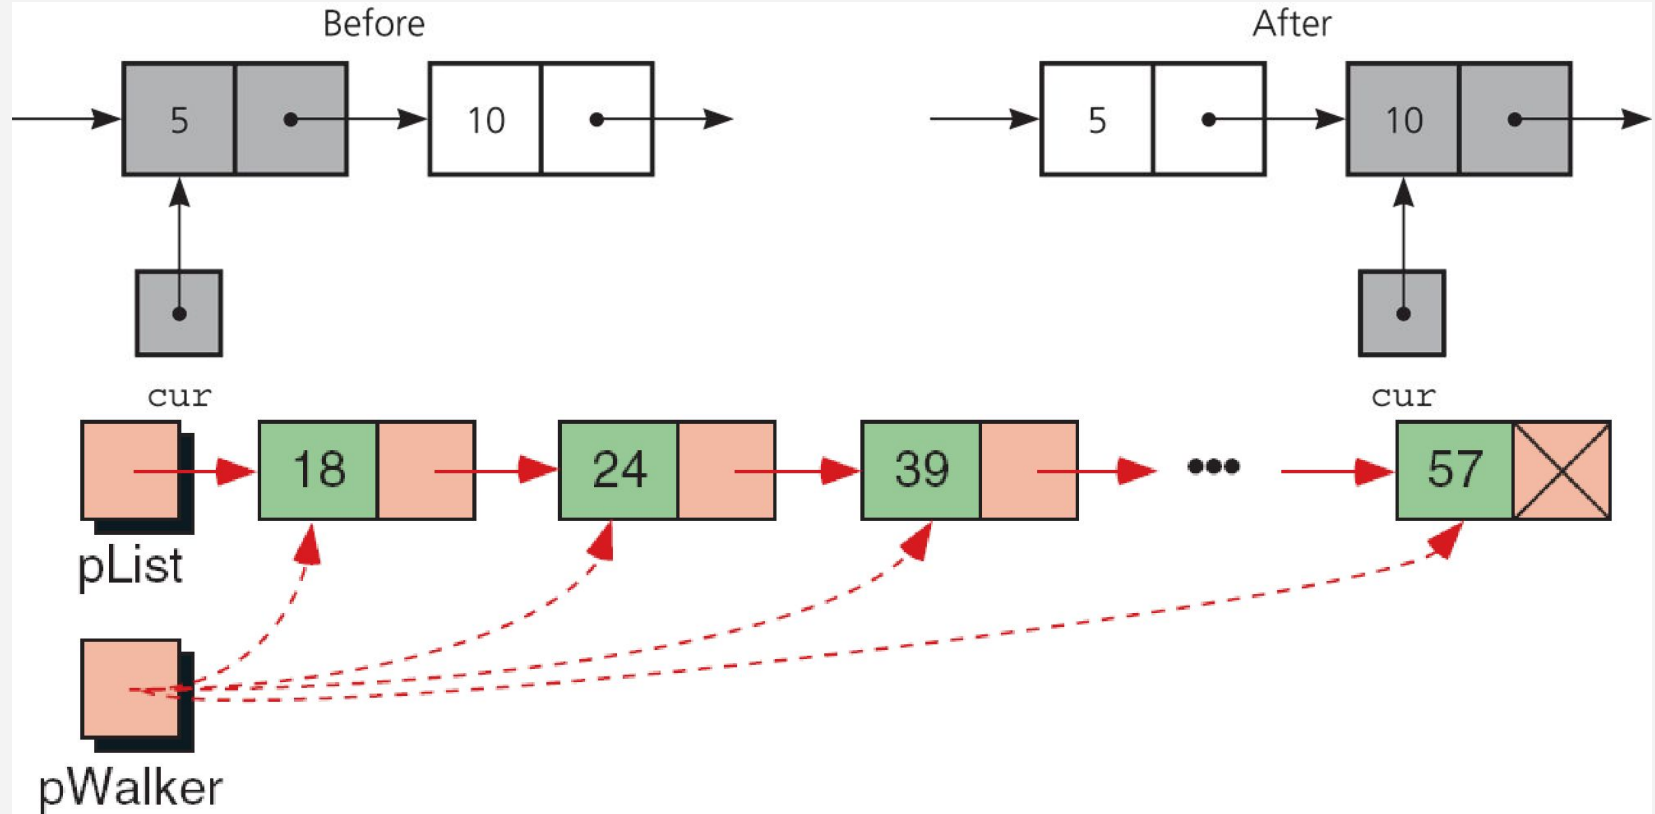 Before After
5 10 5 10
cur cur
18 24 39 ••• 57
pList
pWalker